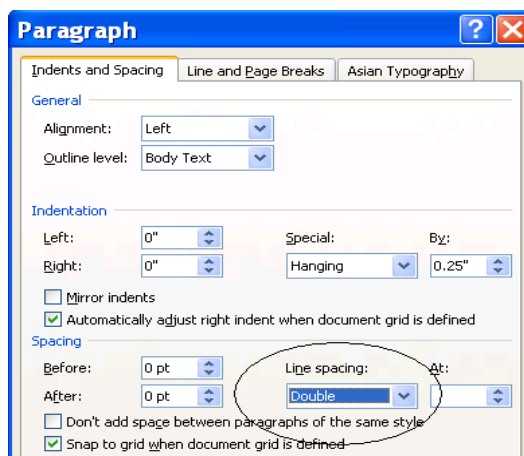 Paragraph
Indents and Spacing Line and Page Breaks Asian Typography
General
Alignment: Left
Outline level: Body Text
Indentation
Left: 0" Special: By:
Right: 0" Hanging 0.25"
Mirror indents
Automatically adjust right indent when document grid is defined
Spacing
Before: 0 pt Line spacing: At:
After: 0 pt Double
Don't add space between paragraphs of the same style
Snap to grid when document grid is defined